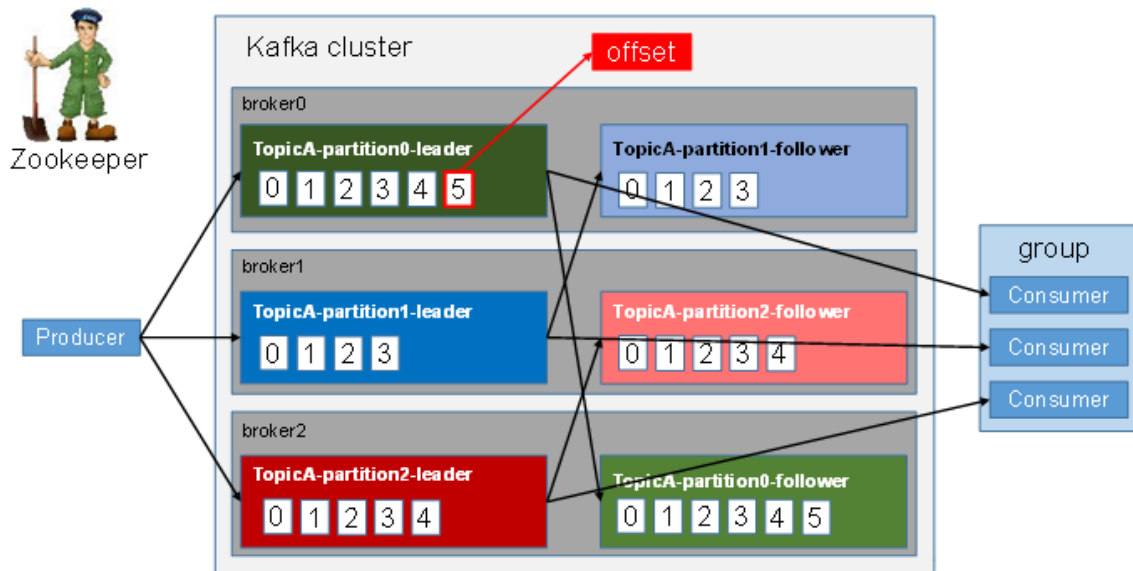 Zookeeper
Kafka cluster
offset
broker0
TopicA-partition0-leader
0 1 2 3 4 5
TopicA-partition1-follower
0 1 2 3
broker1
TopicA-partition1-leader
0 1 2 3
TopicA-partition2-follower
0 1 2 3 4
broker2
TopicA-partition2-leader
0 1 2 3 4
TopicA-partition0-follower
0 1 2 3 4 5
Producer
group
Consumer
Consumer
Consumer